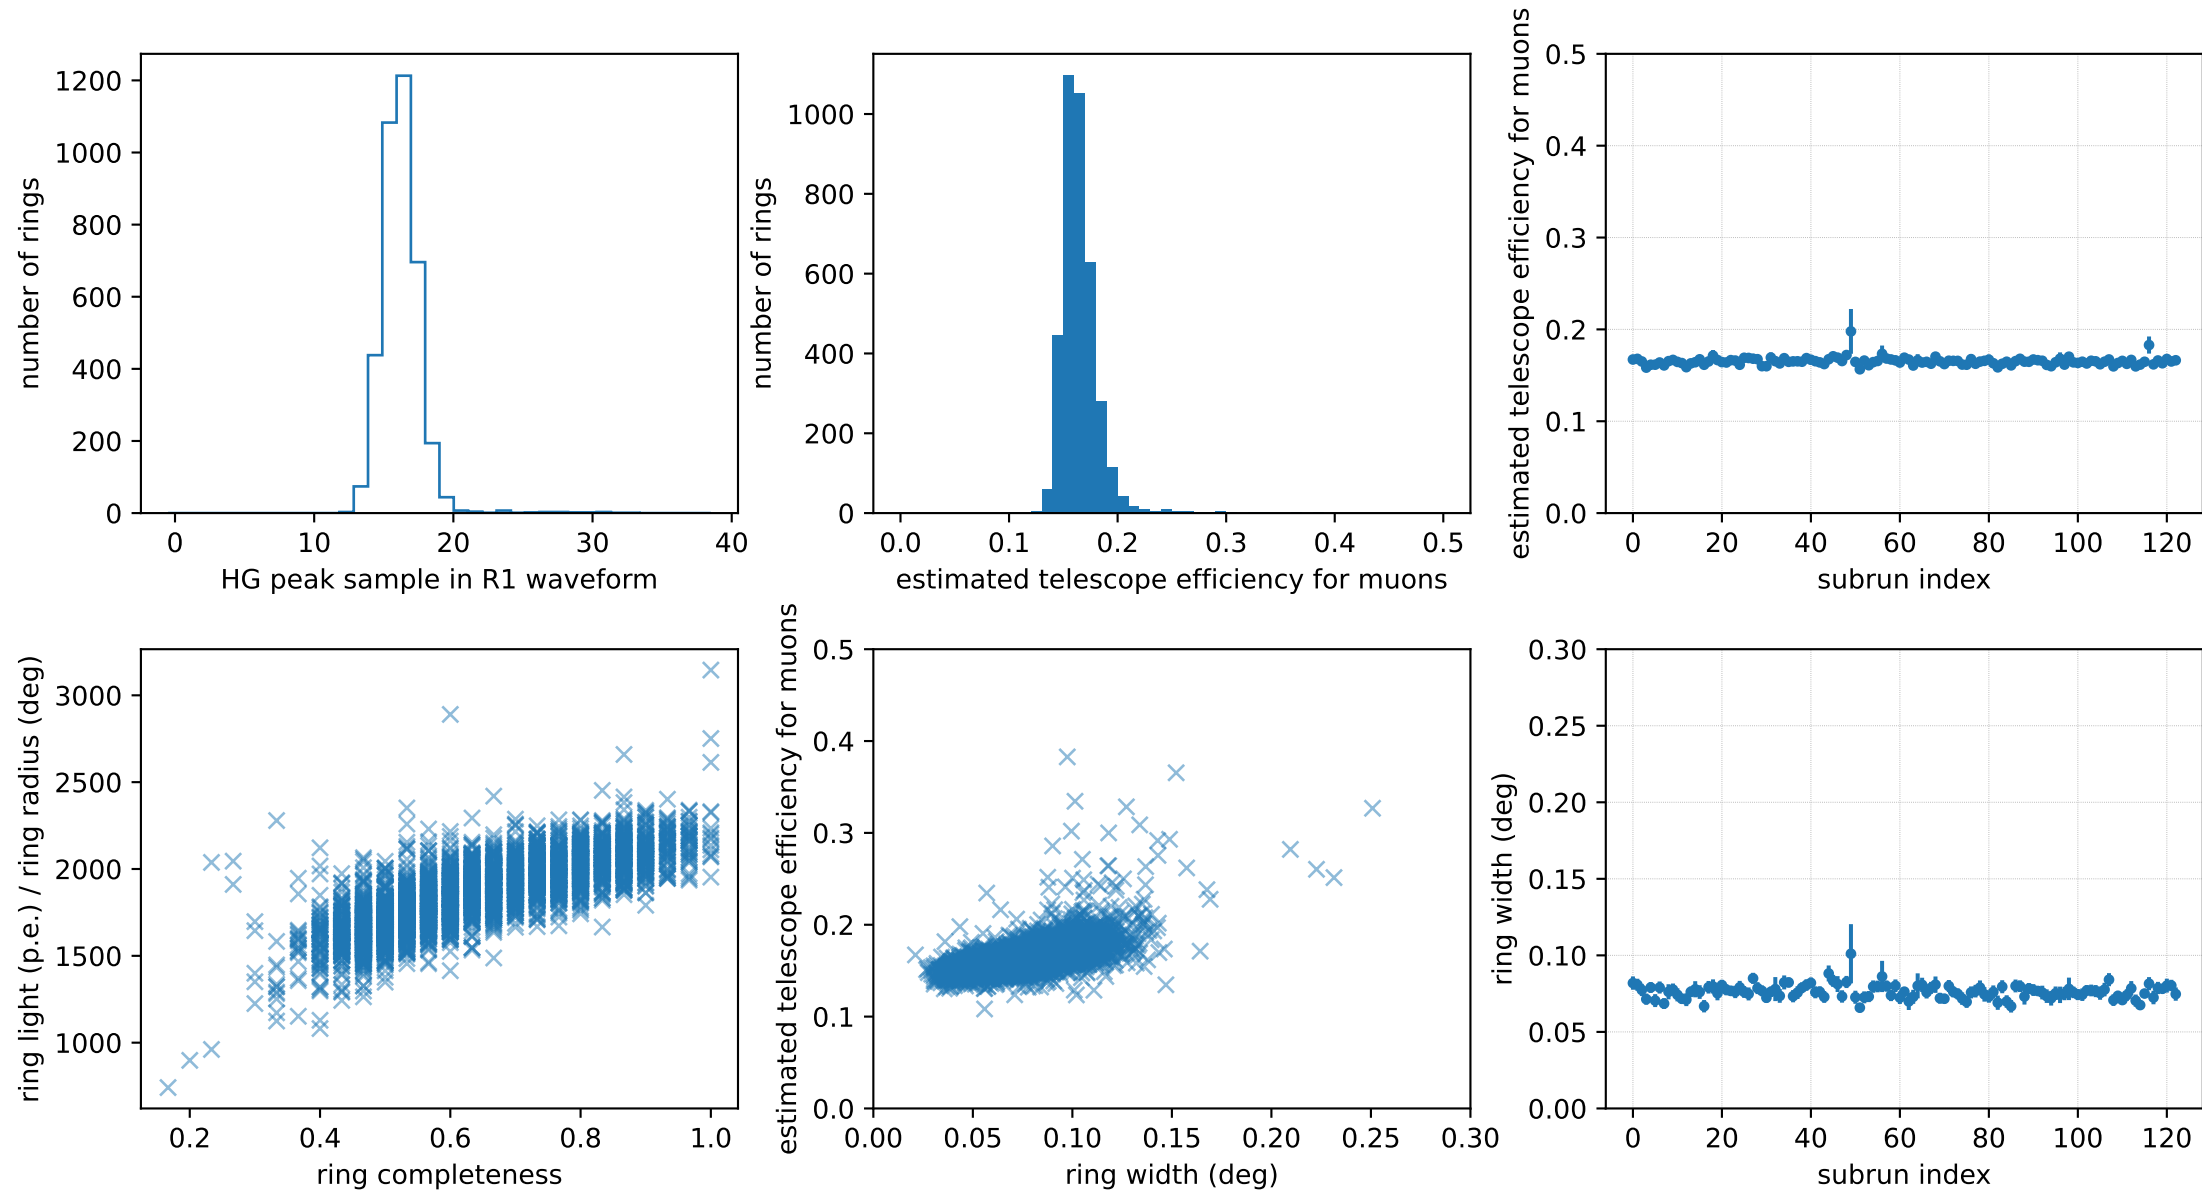 number of rings
1200
1000
800
600
400
200
0
0 10 20 30 40
HG peak sample in R1 waveform
number of rings
1000
800
600
400
200
0
0.0 0.1 0.2 0.3 0.4 0.5
estimated telescope efficiency for muons
estimated telescope efficiency for muons
0.5
0.4
0.3
0.2
0.1
0.0
0 20 40 60 80 100 120
subrun index
ring light (p.e.) / ring radius (deg)
3000
2500
2000
1500
1000
0.2 0.4 0.6 0.8 1.0
ring completeness
estimated telescope efficiency for muons
0.5
0.4
0.3
0.2
0.1
0.0
0.00 0.05 0.10 0.15 0.20 0.25 0.30
ring width (deg)
ring width (deg)
0.30
0.25
0.20
0.15
0.10
0.05
0.00
0 20 40 60 80 100 120
subrun index